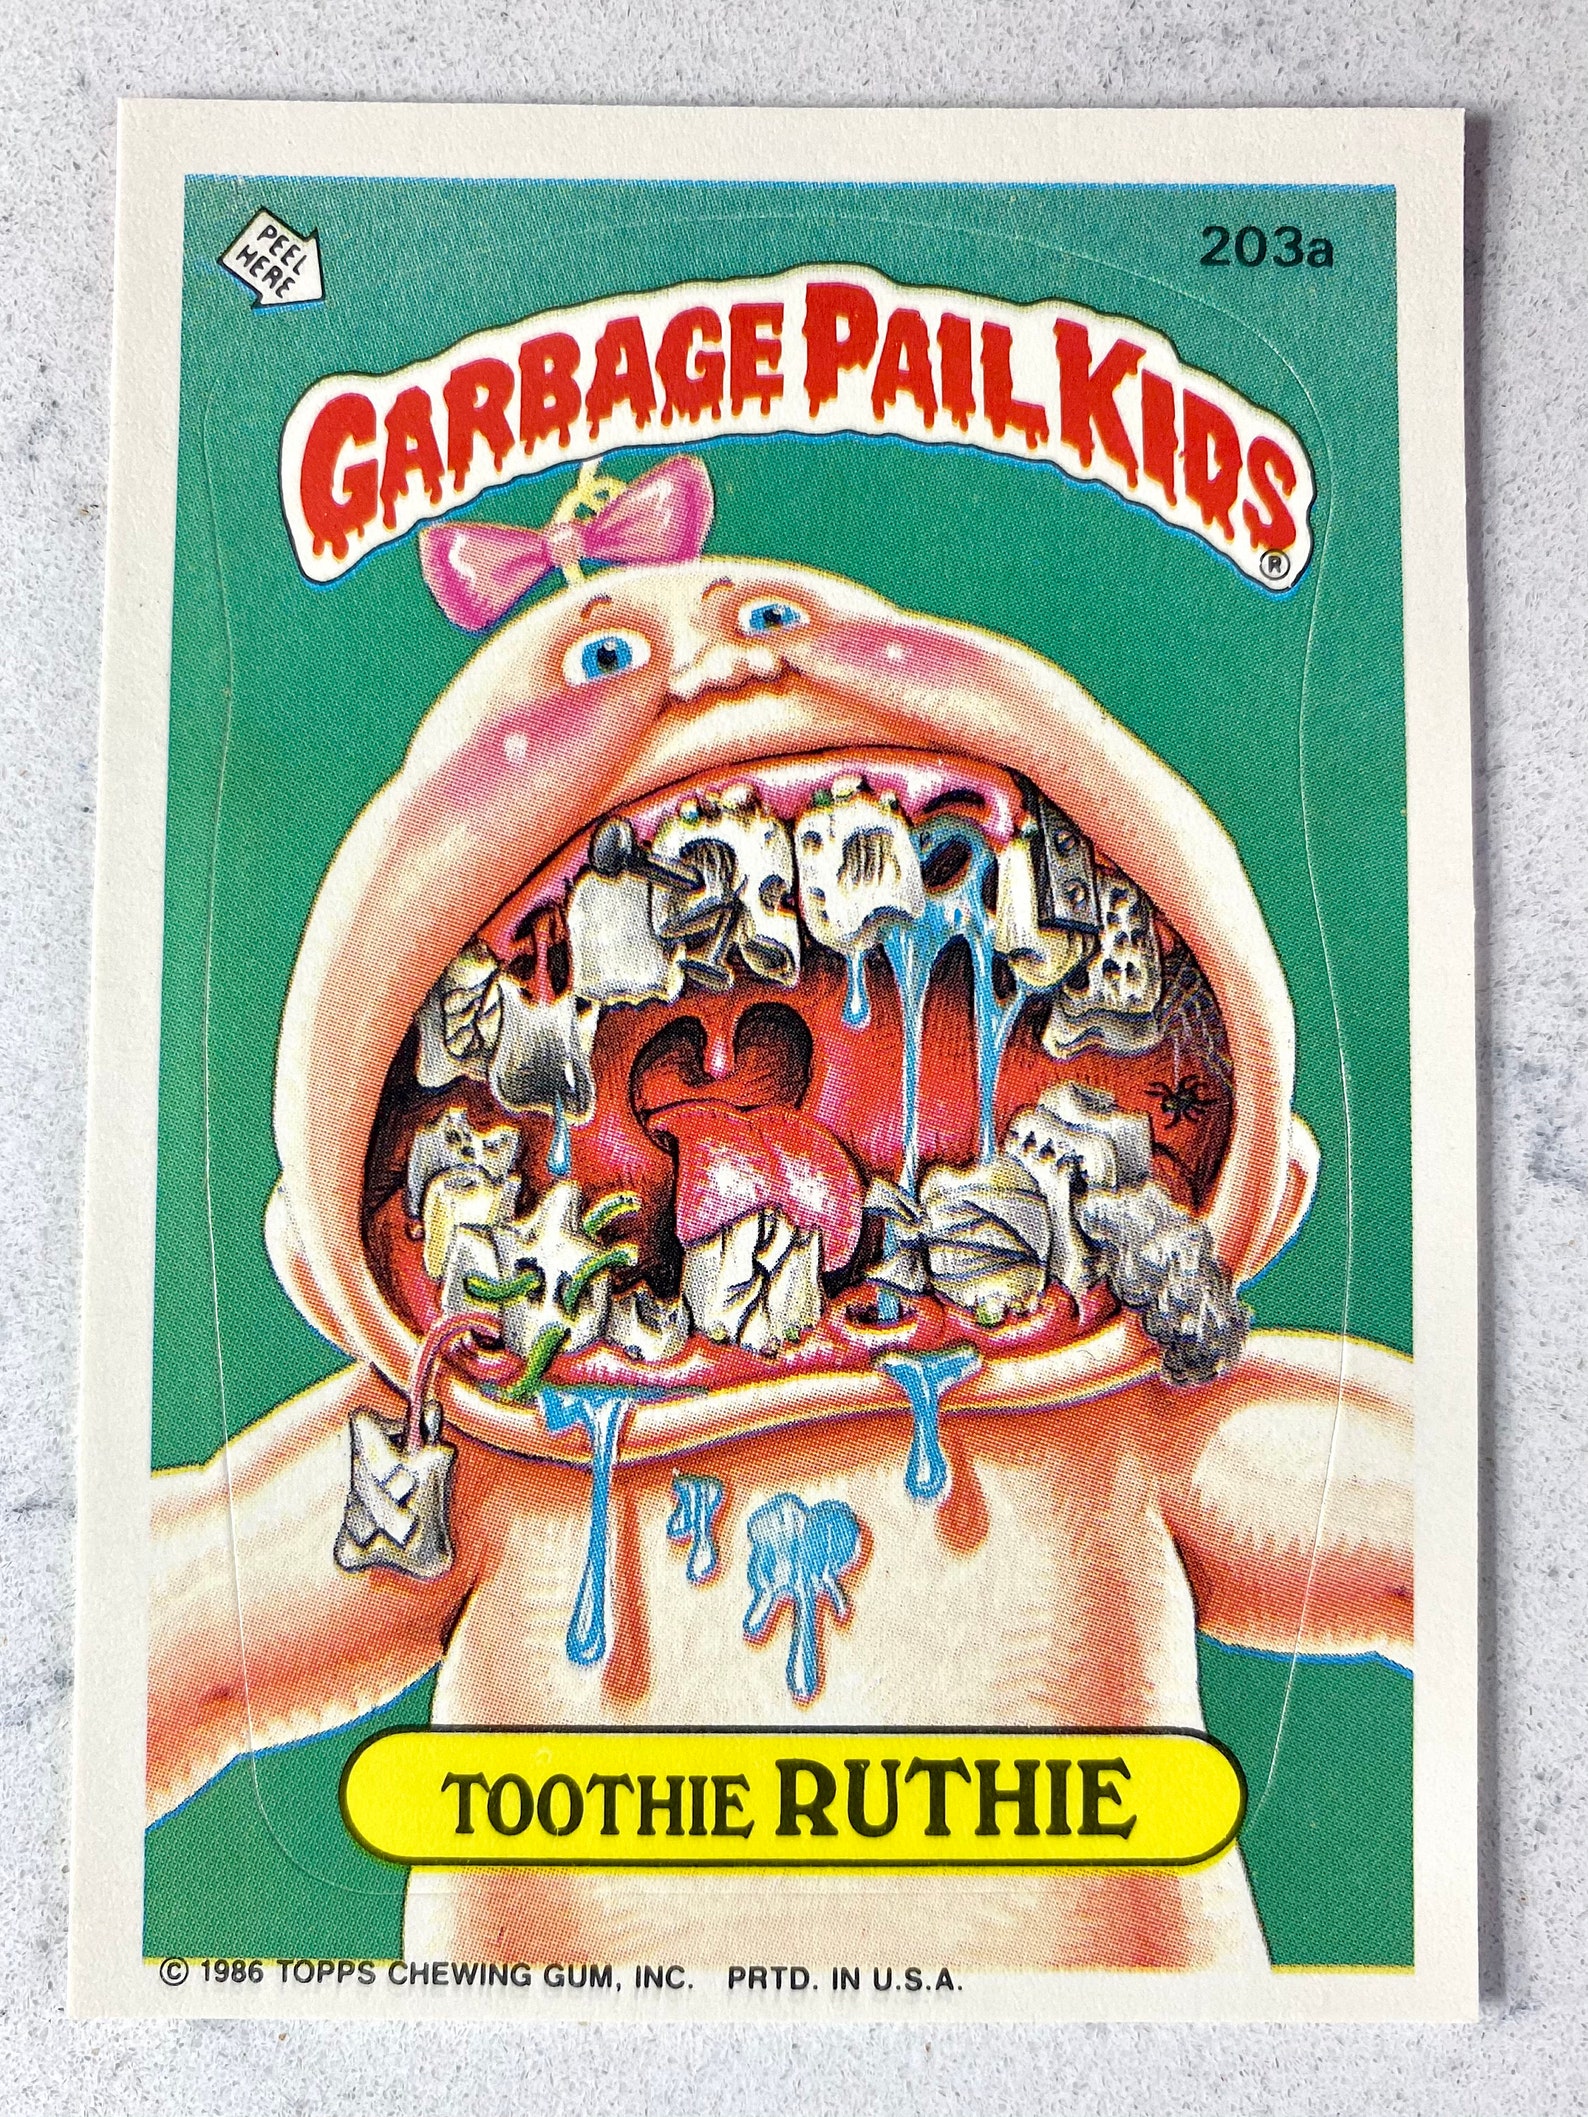 PEEL
HERE
203a
GARBAGE PAIL KIDS
®
TOOTHIE RUTHIE
© 1986 TOPPS CHEWING GUM, INC. PRTD. IN U.S.A.